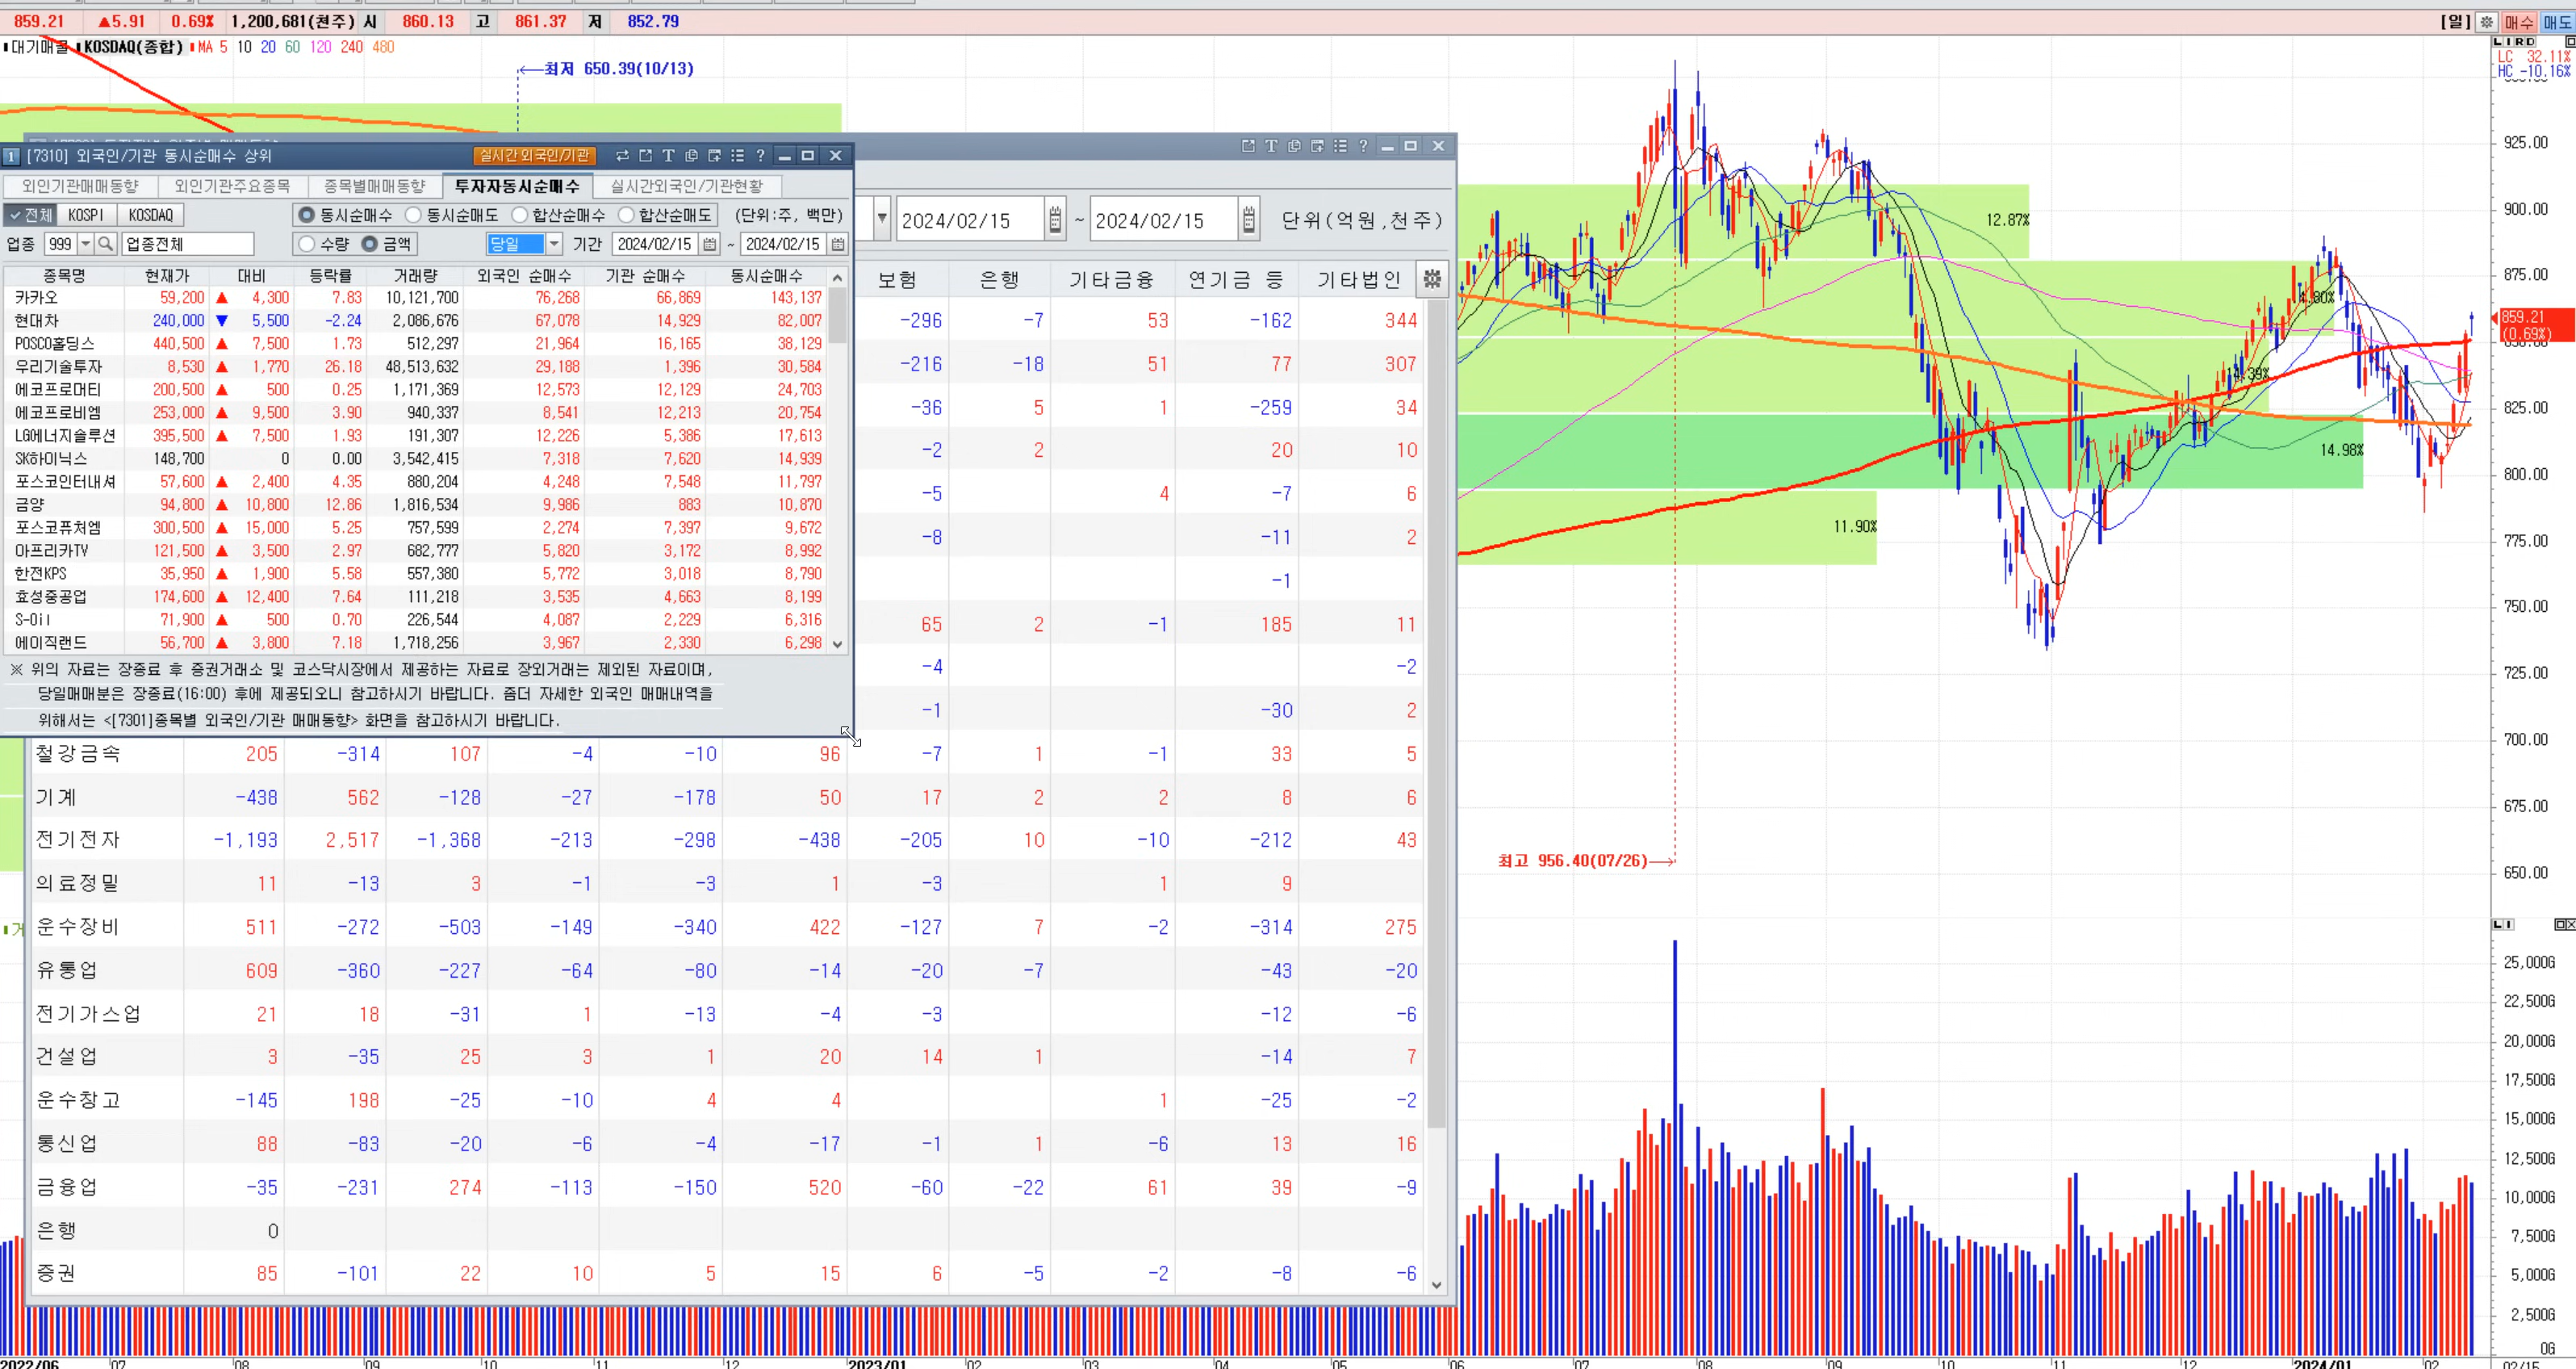 859.21 ▲5.91 0.69% 1,200,681(천주) 시 860.13 고 861.37 저 852.79 [일] 매수 매도
대기매물 KOSDAQ(종합) MA 5 10 20 60 120 240 480
LIRD
LC 32.11%
HC -10.16%
←최저 650.39(10/13)
1 [7310] 외국인/기관 동시순매수 상위 실시간 외국인/기관 T ?
T ?
외인기관매매동향 외인기관주요종목 종목별매매동향 투자자동시순매수 실시간외국인/기관현황
전체 KOSPI KOSDAQ 동시순매수 동시순매도 합산순매수 합산순매도 (단위:주, 백만)
업종 999 업종전체 수량 금액 당일 기간 2024/02/15 ~ 2024/02/15
2024/02/15 ~ 2024/02/15 단위(억원,천주)
종목명 현재가 대비 등락률 거래량 외국인 순매수 기관 순매수 동시순매수
카카오 59,200 ▲ 4,300 7.83 10,121,700 76,268 66,869 143,137
현대차 240,000 ▼ 5,500 -2.24 2,086,676 67,078 14,929 82,007
POSCO홀딩스 440,500 ▲ 7,500 1.73 512,297 21,964 16,165 38,129
우리기술투자 8,530 ▲ 1,770 26.18 48,513,632 29,188 1,396 30,584
에코프로머티 200,500 ▲ 500 0.25 1,171,369 12,573 12,129 24,703
에코프로비엠 253,000 ▲ 9,500 3.90 940,337 8,541 12,213 20,754
LG에너지솔루션 395,500 ▲ 7,500 1.93 191,307 12,226 5,386 17,613
SK하이닉스 148,700 0 0.00 3,542,415 7,318 7,620 14,939
포스코인터내셔 57,600 ▲ 2,400 4.35 880,204 4,248 7,548 11,797
금양 94,800 ▲ 10,800 12.86 1,816,534 9,986 883 10,870
포스코퓨처엠 300,500 ▲ 15,000 5.25 757,599 2,274 7,397 9,672
아프리카TV 121,500 ▲ 3,500 2.97 682,777 5,820 3,172 8,992
한전KPS 35,950 ▲ 1,900 5.58 557,380 5,772 3,018 8,790
효성중공업 174,600 ▲ 12,400 7.64 111,218 3,535 4,663 8,199
S-Oil 71,900 ▲ 500 0.70 226,544 4,087 2,229 6,316
에이직랜드 56,700 ▲ 3,800 7.18 1,718,256 3,967 2,330 6,298
※ 위의 자료는 장종료 후 증권거래소 및 코스닥시장에서 제공하는 자료로 장외거래는 제외된 자료이며,
당일매매분은 장종료(16:00) 후에 제공되오니 참고하시기 바랍니다. 좀더 자세한 외국인 매매내역을
위해서는 <[7301]종목별 외국인/기관 매매동향> 화면을 참고하시기 바랍니다.
보험 은행 기타금융 연기금 등 기타법인
-296 -7 53 -162 344
-216 -18 51 77 307
-36 5 1 -259 34
-2 2 20 10
-5 4 -7 6
-8 -11 2
-1
65 2 -1 185 11
-4 -2
-1 -30 2
철강금속 205 -314 107 -4 -10 96 -7 1 -1 33 5
기계 -438 562 -128 -27 -178 50 17 2 2 8 6
전기전자 -1,193 2,517 -1,368 -213 -298 -438 -205 10 -10 -212 43
의료정밀 11 -13 3 -1 -3 1 -3 1 9
운수장비 511 -272 -503 -149 -340 422 -127 7 -2 -314 275
유통업 609 -360 -227 -64 -80 -14 -20 -7 -43 -20
전기가스업 21 18 -31 1 -13 -4 -3 -12 -6
건설업 3 -35 25 3 1 20 14 1 -14 7
운수창고 -145 198 -25 -10 4 4 1 -25 -2
통신업 88 -83 -20 -6 -4 -17 -1 1 -6 13 16
금융업 -35 -231 274 -113 -150 520 -60 -22 61 39 -9
은행 0
증권 85 -101 22 10 5 15 6 -5 -2 -8 -6
12.87%
4.80%
14.39%
14.98%
11.90%
최고 956.40(07/26)→
925.00
900.00
875.00
859.21
(0.69%)
825.00
800.00
775.00
750.00
725.00
700.00
675.00
650.00
LI
25,000G
22,500G
20,000G
17,500G
15,000G
12,500G
10,000G
7,500G
5,000G
2,500G
0G
2022/06 07 08 09 10 11 12 2023/01 02 03 04 05 06 07 08 09 10 11 12 2024/01 02 02/15